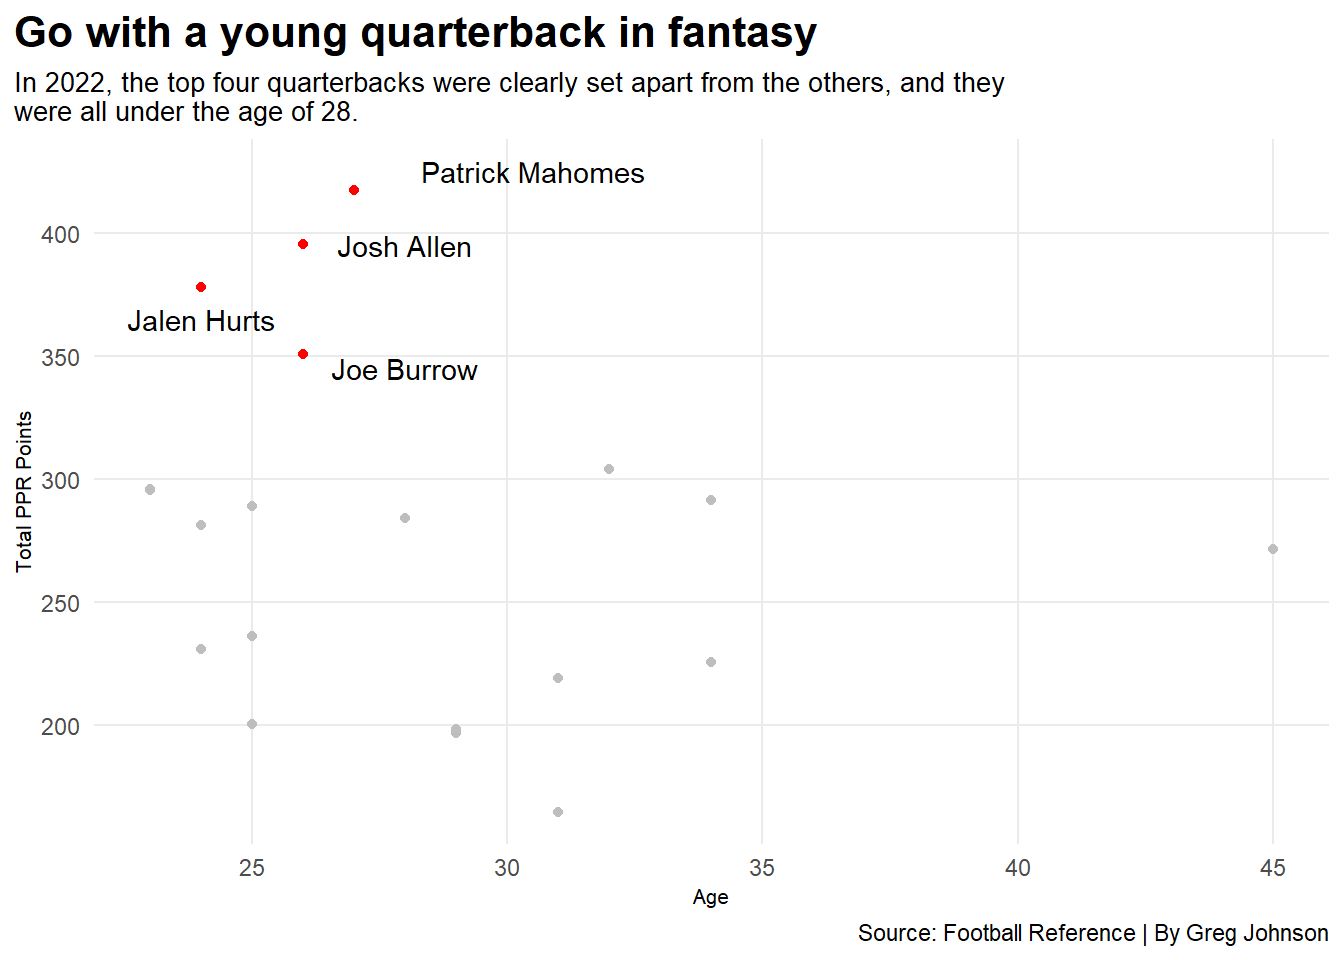 Go with a young quarterback in fantasy
In 2022, the top four quarterbacks were clearly set apart from the others, and they
were all under the age of 28.
Patrick Mahomes
Josh Allen
Jalen Hurts
Joe Burrow
Total PPR Points
400
350
300
250
200
25 30 35 40 45
Age
Source: Football Reference | By Greg Johnson